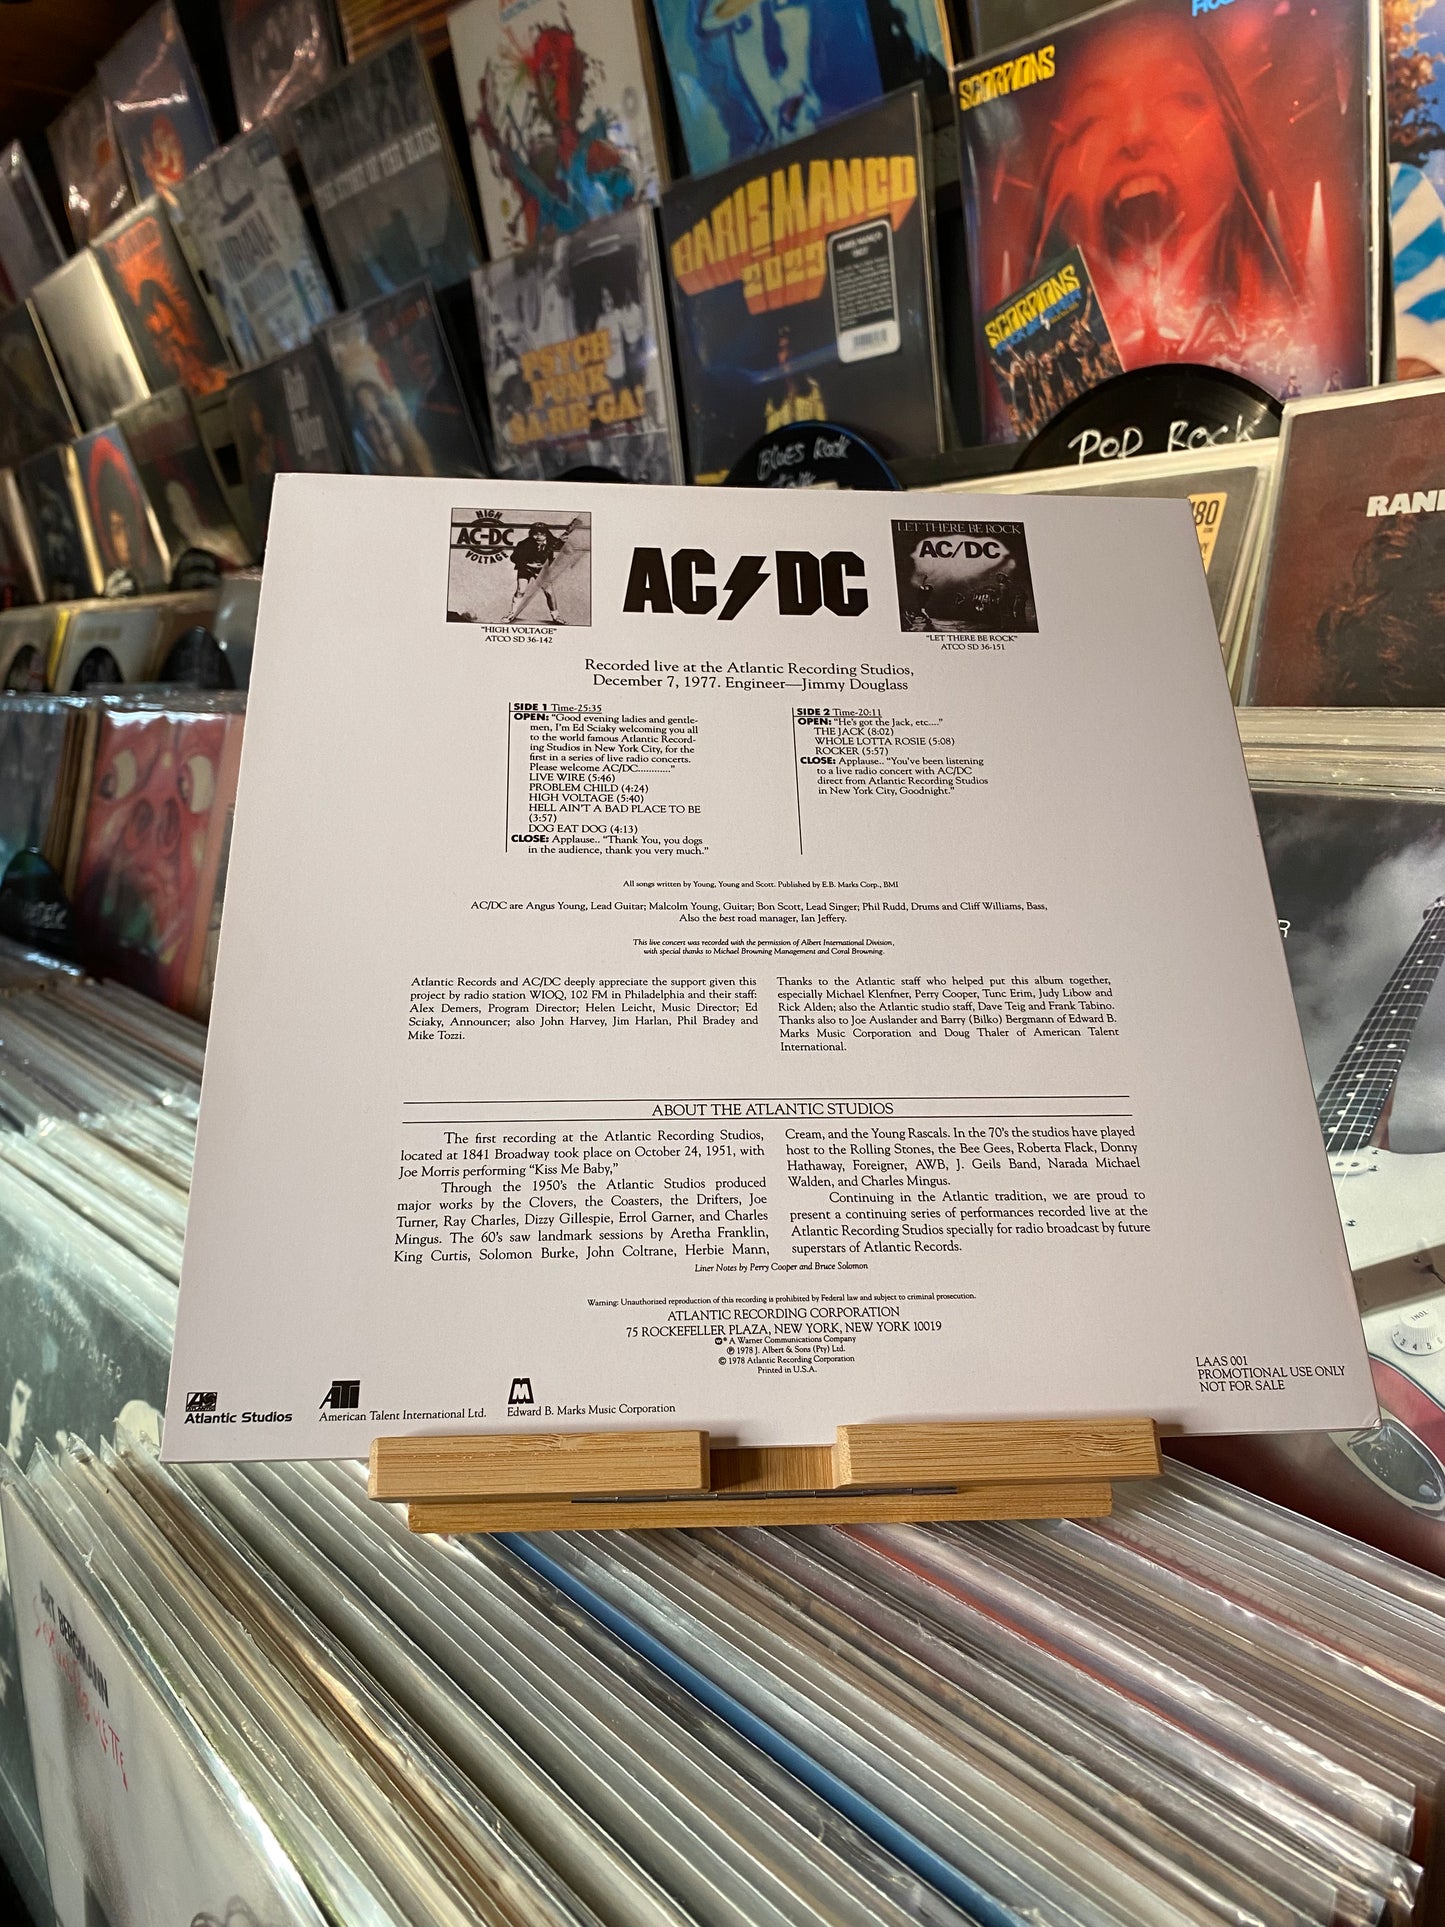 SCORPIONS
BARIŞ MANÇO
2023
SCORPIONS
PSYCH
FUNK
SA-RE-GA!
BLUES ROCK
POP ROCK
RAN
HIGH
AC-DC
VOLTAGE
"HIGH VOLTAGE"
ATCO SD 36-142
AC/DC
LET THERE BE ROCK
AC/DC
"LET THERE BE ROCK"
ATCO SD 36-151
Recorded live at the Atlantic Recording Studios,
December 7, 1977. Engineer—Jimmy Douglass
SIDE 1 Time-25:35
OPEN: "Good evening ladies and gentle-
men, I'm Ed Sciaky welcoming you all
to the world famous Atlantic Record-
ing Studios in New York City, for the
first in a series of live radio concerts.
Please welcome AC/DC............"
LIVE WIRE (5:46)
PROBLEM CHILD (4:24)
HIGH VOLTAGE (5:40)
HELL AIN'T A BAD PLACE TO BE
(3:57)
DOG EAT DOG (4:13)
CLOSE: Applause.. "Thank You, you dogs
in the audience, thank you very much."
SIDE 2 Time-20:11
OPEN: "He's got the Jack, etc...."
THE JACK (8:02)
WHOLE LOTTA ROSIE (5:08)
ROCKER (5:57)
CLOSE: Applause.. "You've been listening
to a live radio concert with AC/DC
direct from Atlantic Recording Studios
in New York City, Goodnight."
All songs written by Young, Young and Scott. Published by E.B. Marks Corp., BMI
AC/DC are Angus Young, Lead Guitar; Malcolm Young, Guitar; Bon Scott, Lead Singer; Phil Rudd, Drums and Cliff Williams, Bass,
Also the best road manager, Ian Jeffery.
This live concert was recorded with the permission of Albert International Division,
with special thanks to Michael Browning Management and Coral Browning.
Atlantic Records and AC/DC deeply appreciate the support given this
project by radio station WIOQ, 102 FM in Philadelphia and their staff:
Alex Demers, Program Director; Helen Leicht, Music Director; Ed
Sciaky, Announcer; also John Harvey, Jim Harlan, Phil Bradey and
Mike Tozzi.
Thanks to the Atlantic staff who helped put this album together,
especially Michael Klenfner, Perry Cooper, Tunc Erim, Judy Libow and
Rick Alden; also the Atlantic studio staff, Dave Teig and Frank Tabino.
Thanks also to Joe Auslander and Barry (Bilko) Bergmann of Edward B.
Marks Music Corporation and Doug Thaler of American Talent
International.
ABOUT THE ATLANTIC STUDIOS
The first recording at the Atlantic Recording Studios,
located at 1841 Broadway took place on October 24, 1951, with
Joe Morris performing "Kiss Me Baby,"
Through the 1950's the Atlantic Studios produced
major works by the Clovers, the Coasters, the Drifters, Joe
Turner, Ray Charles, Dizzy Gillespie, Errol Garner, and Charles
Mingus. The 60's saw landmark sessions by Aretha Franklin,
King Curtis, Solomon Burke, John Coltrane, Herbie Mann,
Cream, and the Young Rascals. In the 70's the studios have played
host to the Rolling Stones, the Bee Gees, Roberta Flack, Donny
Hathaway, Foreigner, AWB, J. Geils Band, Narada Michael
Walden, and Charles Mingus.
Continuing in the Atlantic tradition, we are proud to
present a continuing series of performances recorded live at the
Atlantic Recording Studios specially for radio broadcast by future
superstars of Atlantic Records.
Liner Notes by Perry Cooper and Bruce Solomon
Warning: Unauthorized reproduction of this recording is prohibited by Federal law and subject to criminal prosecution.
ATLANTIC RECORDING CORPORATION
75 ROCKEFELLER PLAZA, NEW YORK, NEW YORK 10019
A Warner Communications Company
℗ 1978 J. Albert & Sons (Pty) Ltd.
© 1978 Atlantic Recording Corporation
Printed in U.S.A.
Atlantic Studios
ATI
American Talent International Ltd.
M
Edward B. Marks Music Corporation
LAAS 001
PROMOTIONAL USE ONLY
NOT FOR SALE
BERGMANN